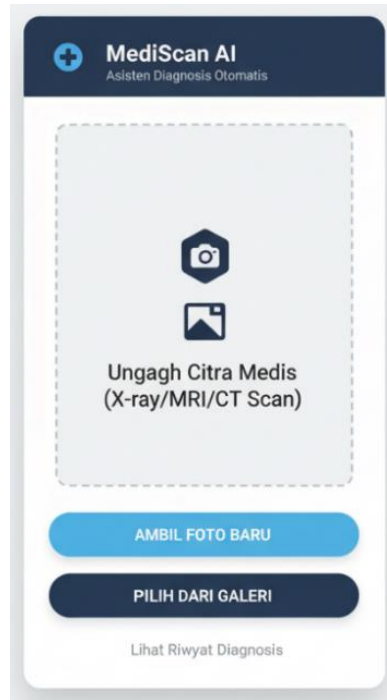 MediScan AI
Asisten Diagnosis Otomatis
Ungagh Citra Medis
(X-ray/MRI/CT Scan)
AMBIL FOTO BARU
PILIH DARI GALERI
Lihat Riwyat Diagnosis